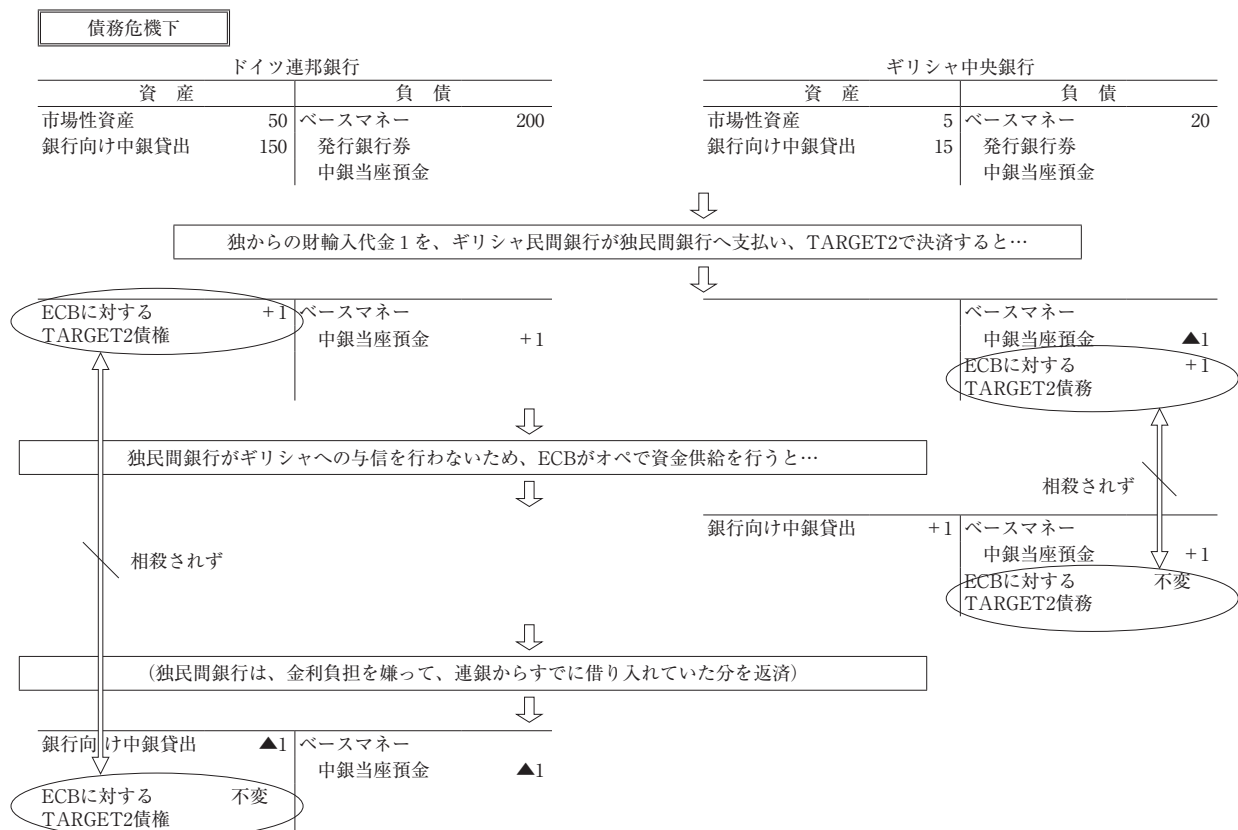 債務危機下
ドイツ連邦銀行
資 産 負 債
市場性資産 50 ベースマネー 200
銀行向け中銀貸出 150 発行銀行券
中銀当座預金
ギリシャ中央銀行
資 産 負 債
市場性資産 5 ベースマネー 20
銀行向け中銀貸出 15 発行銀行券
中銀当座預金
独からの財輸入代金1を、ギリシャ民間銀行が独民間銀行へ支払い、TARGET2で決済すると…
ECBに対する +1 ベースマネー
TARGET2債権 中銀当座預金 +1
ベースマネー
中銀当座預金 ▲1
ECBに対する +1
TARGET2債務
独民間銀行がギリシャへの与信を行わないため、ECBがオペで資金供給を行うと…
相殺されず
銀行向け中銀貸出 +1 ベースマネー
中銀当座預金 +1
ECBに対する 不変
TARGET2債務
相殺されず
(独民間銀行は、金利負担を嫌って、連銀からすでに借り入れていた分を返済)
銀行向け中銀貸出 ▲1 ベースマネー
中銀当座預金 ▲1
ECBに対する 不変
TARGET2債権